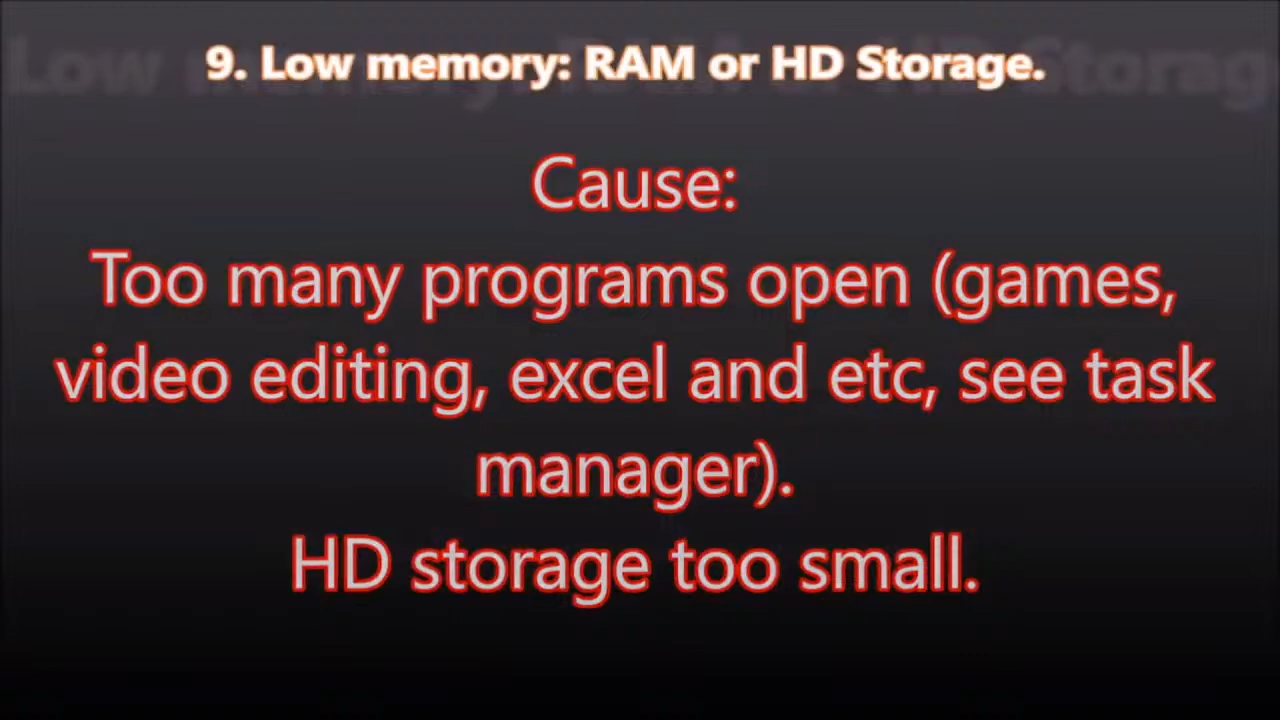 9. Low memory: RAM or HD Storage.
Cause:
Too many programs open (games,
video editing, excel and etc, see task
manager).
HD storage too small.